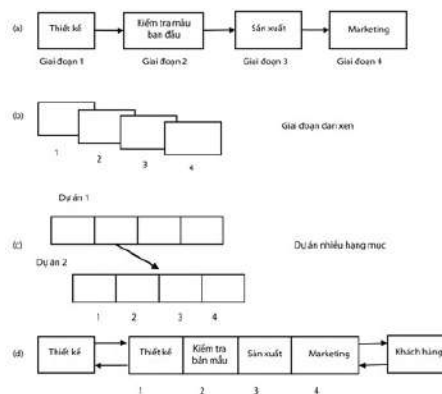 (a)
Thiết kế
Kiểm tra mẫu
ban đầu
Sản xuất
Marketing
Giai đoạn 1
Giai đoạn 2
Giai đoạn 3
Giai đoạn 4
(b)
1
2
3
4
Giai đoạn đan xen
Dự án 1
(c)
Dự án nhiều hạng mục
Dự án 2
1
2
3
4
(d)
Thiết kế
Thiết kế
Kiểm tra
bản mẫu
Sản xuất
Marketing
Khách hàng
1
2
3
4